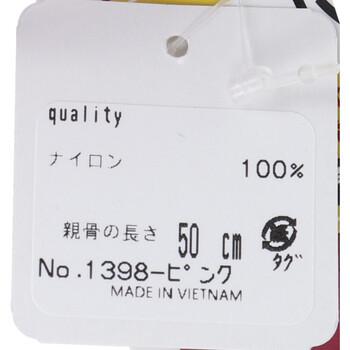 quality
ナイロン 100%
親骨の長さ 50 cm
タグ
No.1398-ピンク
MADE IN VIETNAM